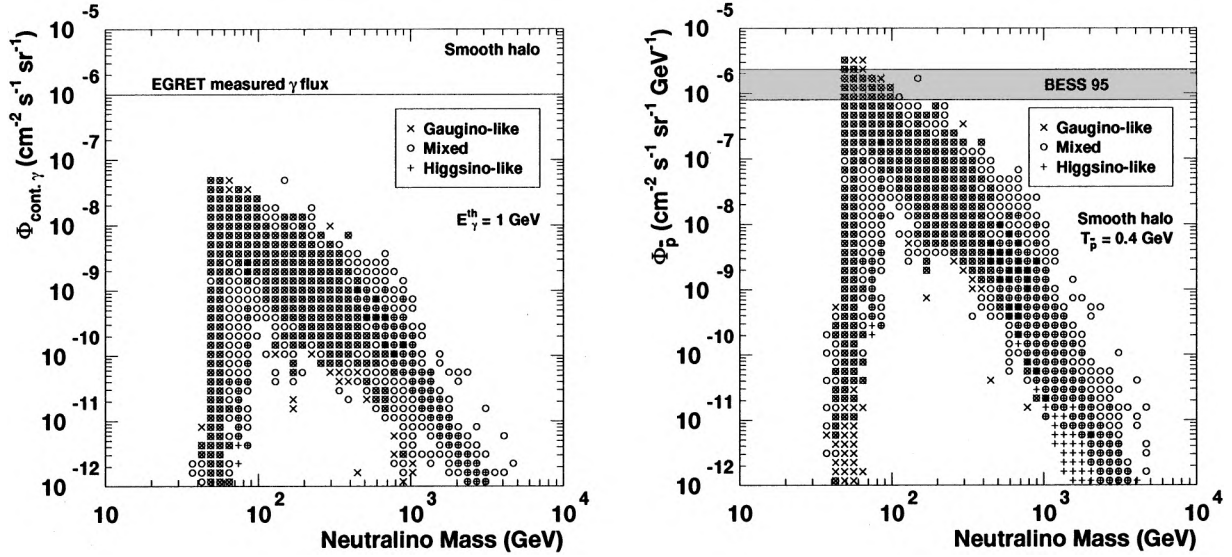 10 -5
10 -6
10 -7
10 -8
10 -9
10 -10
10 -11
10 -12
Φcont. γ (cm-2 s-1 sr-1)
Smooth halo
EGRET measured γ flux
× Gaugino-like
○ Mixed
+ Higgsino-like
Eγth = 1 GeV
10
10 2
10 3
10 4
Neutralino Mass (GeV)
10 -5
10 -6
10 -7
10 -8
10 -9
10 -10
10 -11
10 -12
Φp̄ (cm-2 s-1 sr-1 GeV-1)
BESS 95
× Gaugino-like
○ Mixed
+ Higgsino-like
Smooth halo
Tp̄ = 0.4 GeV
10
10 2
10 3
10 4
Neutralino Mass (GeV)